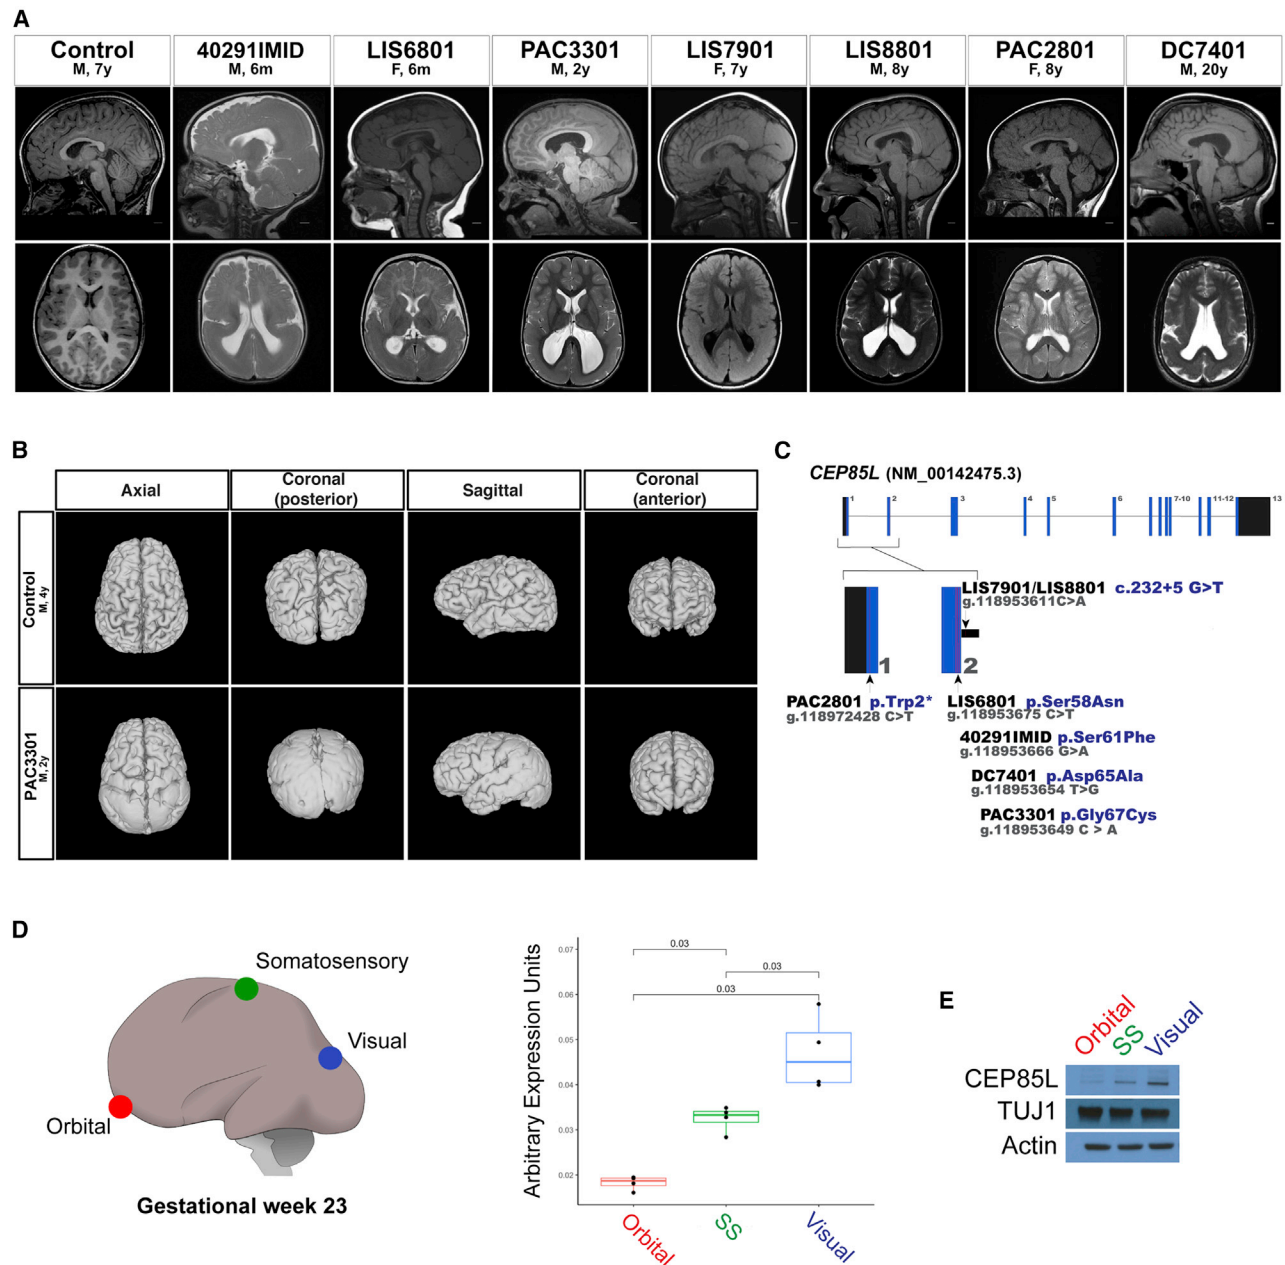 A
Control
M, 7y
40291IMID
M, 6m
LIS6801
F, 6m
PAC3301
M, 2y
LIS7901
F, 7y
LIS8801
M, 8y
PAC2801
F, 8y
DC7401
M, 20y
B
Axial
Coronal
(posterior)
Sagittal
Coronal
(anterior)
Control
M, 4y
PAC3301
M, 2y
C
CEP85L (NM_00142475.3)
1
2
3
4
5
6
7-10
11-12
13
LIS7901/LIS8801 c.232+5 G>T
g.118953611C>A
1
2
PAC2801 p.Trp2*
g.118972428 C>T
LIS6801 p.Ser58Asn
g.118953675 C>T
40291IMID p.Ser61Phe
g.118953666 G>A
DC7401 p.Asp65Ala
g.118953654 T>G
PAC3301 p.Gly67Cys
g.118953649 C > A
D
Somatosensory
Visual
Orbital
Gestational week 23
Arbitrary Expression Units
0.07
0.06
0.05
0.04
0.03
0.02
0.03
0.03
0.03
Orbital
SS
Visual
E
Orbital
SS
Visual
CEP85L
TUJ1
Actin